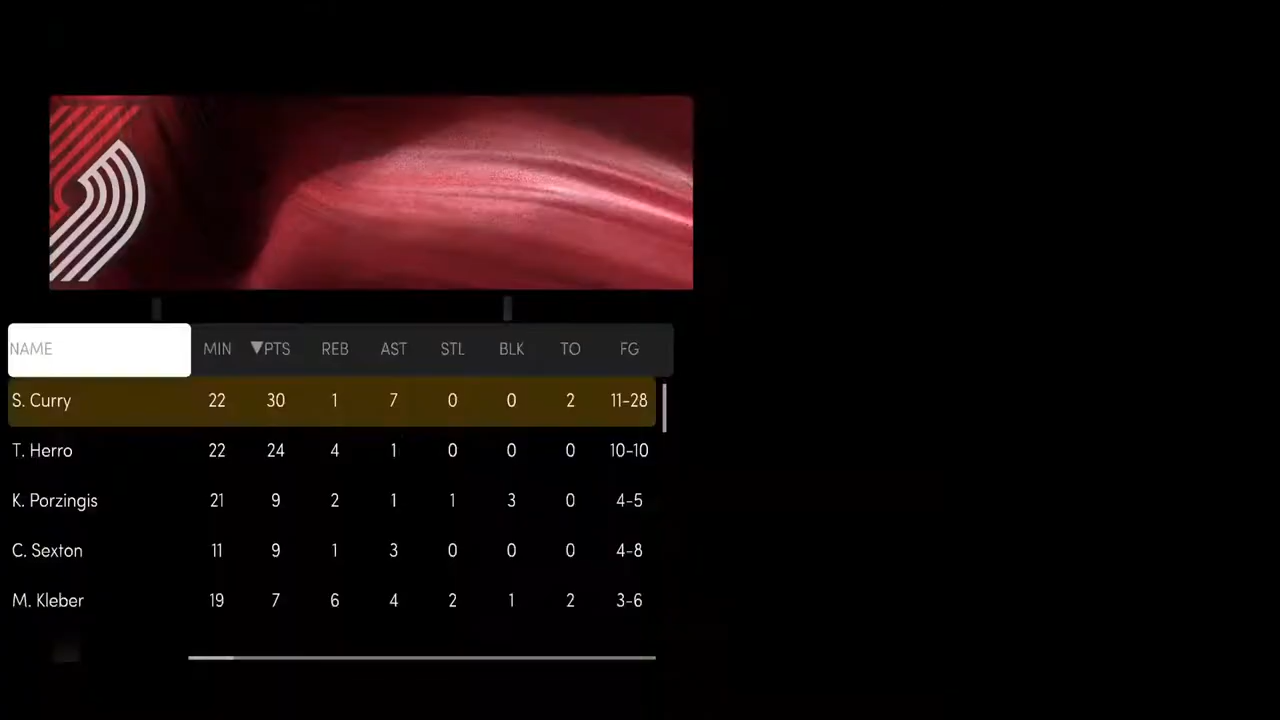 NAME MIN ▼PTS REB AST STL BLK TO FG
S. Curry 22 30 1 7 0 0 2 11-28
T. Herro 22 24 4 1 0 0 0 10-10
K. Porzingis 21 9 2 1 1 3 0 4-5
C. Sexton 11 9 1 3 0 0 0 4-8
M. Kleber 19 7 6 4 2 1 2 3-6